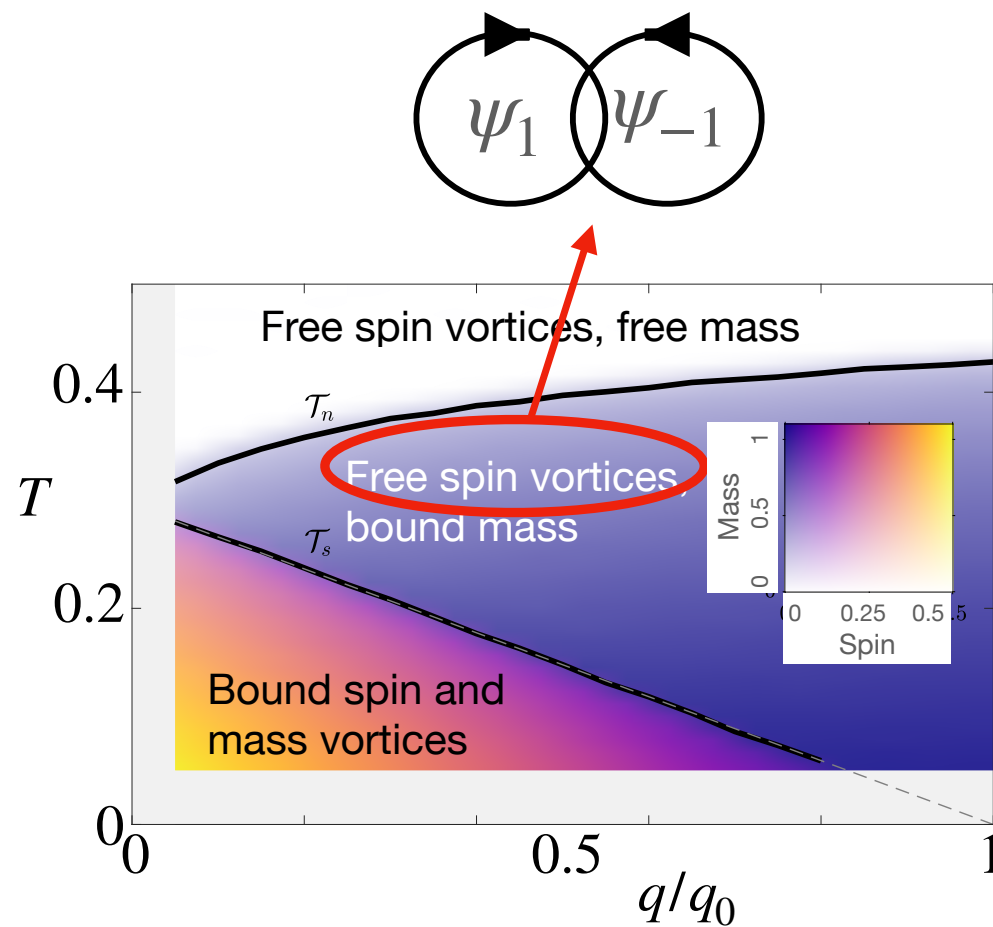 ψ₁ ψ₋₁
Free spin vortices, free mass
0.4
𝒯ₙ
Free spin vortices,
bound mass
T
𝒯ₛ
0.2
Bound spin and
mass vortices
0
0 0.5 1
q/q₀
Mass
1
0.5
0
0 0.25 0.5 .5
Spin